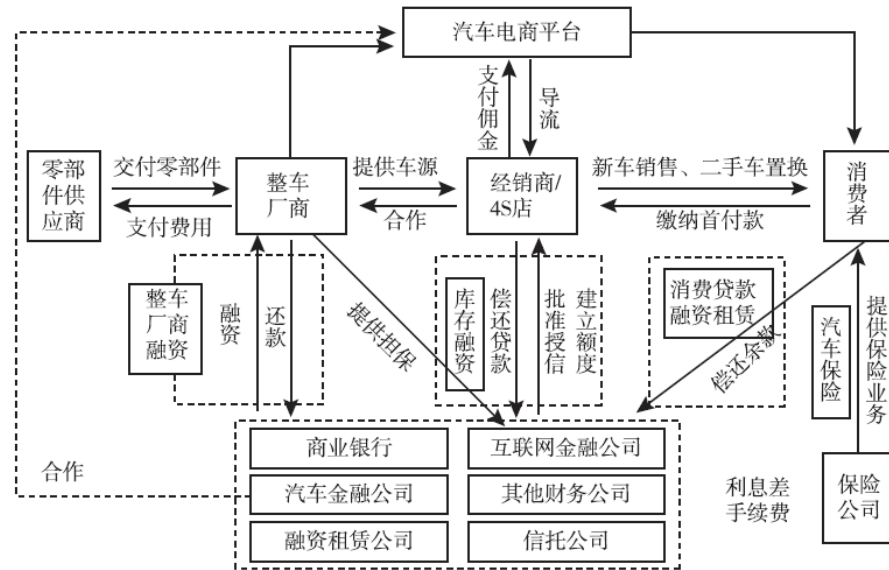 汽车电商平台
支付佣金
导流
零部
件供
应商
交付零部件
支付费用
整车
厂商
提供车源
合作
经销商/
4S店
新车销售、二手车置换
缴纳首付款
消费者
整车
厂商
融资
融资
还款
提供担保
库存融资
偿还贷款
批准授信
建立额度
消费贷款
融资租赁
偿还余款
汽车保险
提供保险业务
合作
商业银行
互联网金融公司
汽车金融公司
其他财务公司
融资租赁公司
信托公司
利息差
手续费
保险
公司